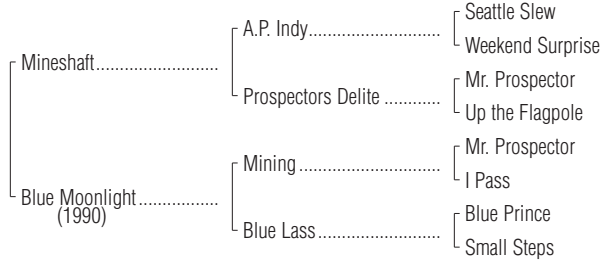 Seattle Slew
A.P. Indy..............................
Weekend Surprise
Mineshaft............................
Mr. Prospector
Prospectors Delite .............
Up the Flagpole
Mr. Prospector
Mining ................................
I Pass
Blue Moonlight..................
(1990)
Blue Prince
Blue Lass............................
Small Steps